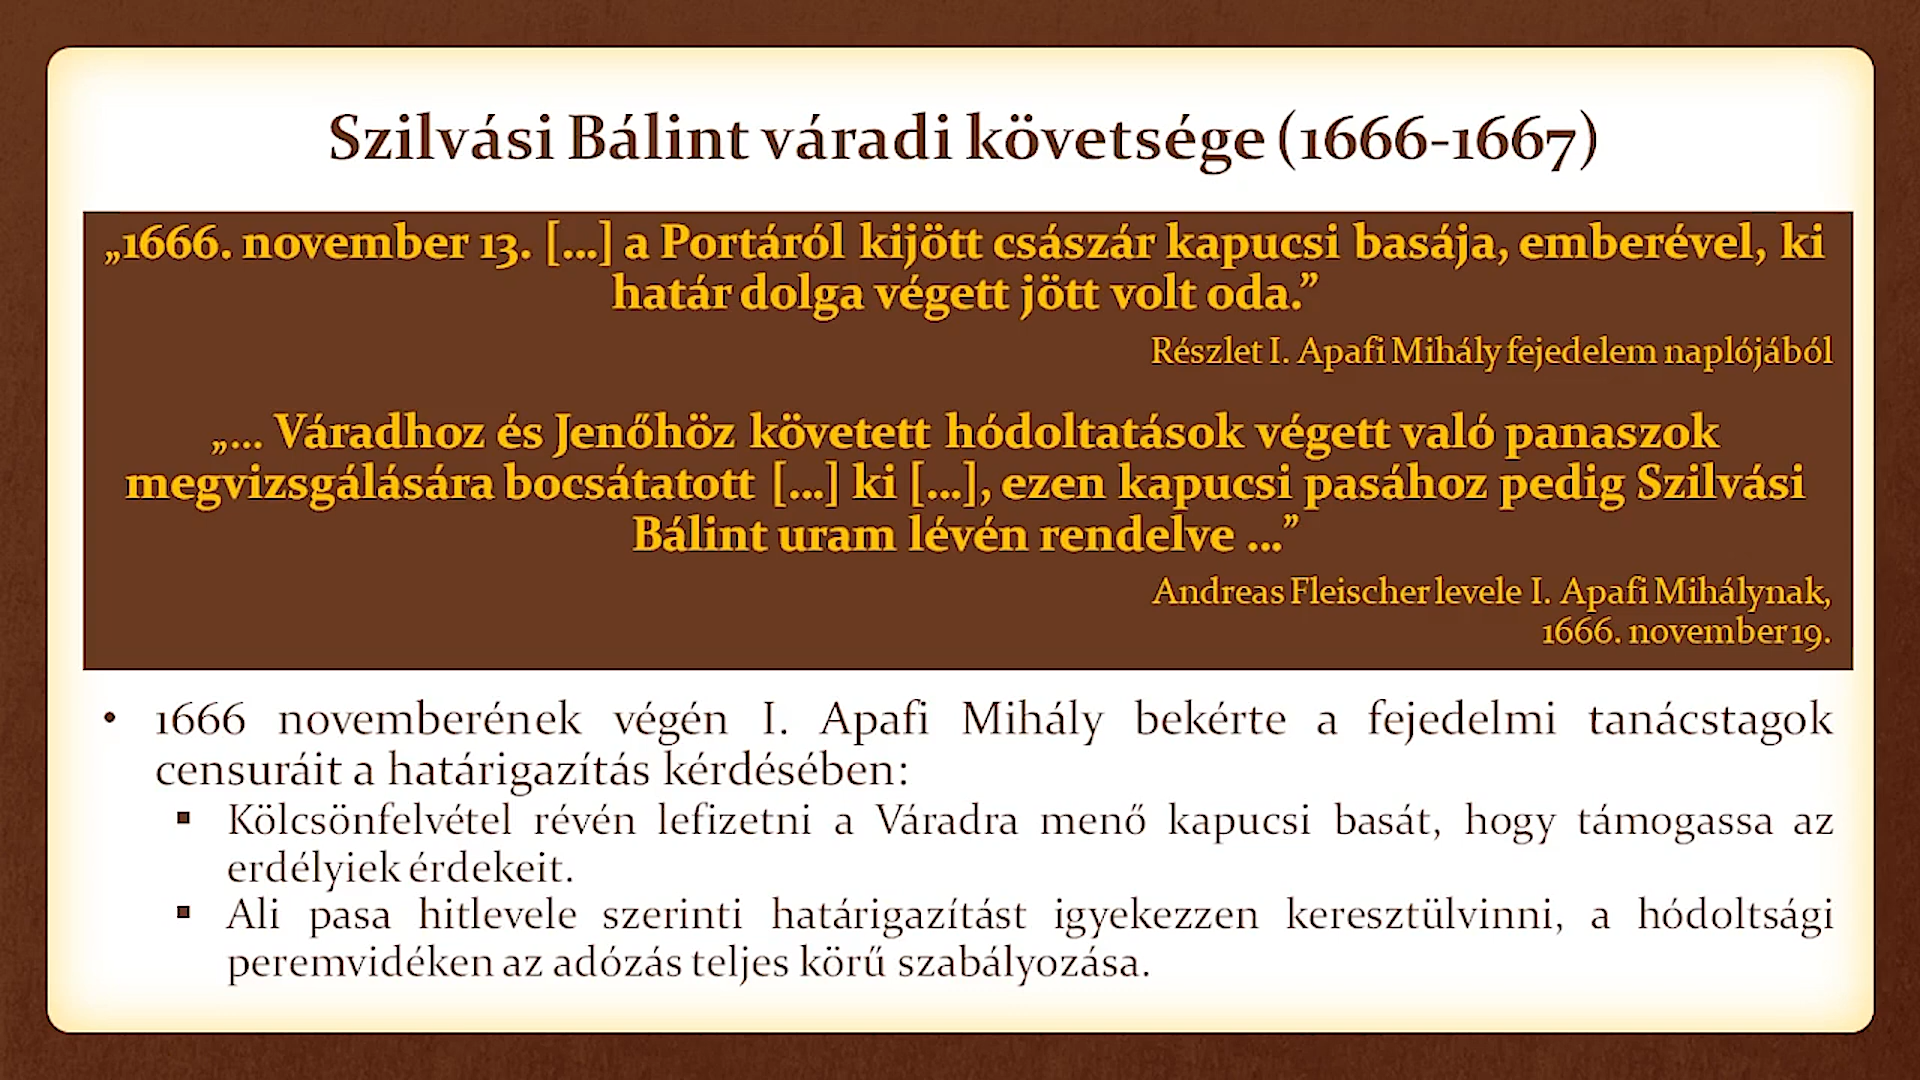 Szilvási Bálint váradi követsége (1666-1667)
„1666. november 13. [...] a Portáról kijött császár kapucsi basája, emberével, ki
határ dolga végett jött volt oda.”
Részlet I. Apafi Mihály fejedelem naplójából
„... Váradhoz és Jenőhöz követett hódoltatások végett való panaszok
megvizsgálására bocsátatott [...] ki [...], ezen kapucsi pasához pedig Szilvási
Bálint uram lévén rendelve ...”
Andreas Fleischer levele I. Apafi Mihálynak,
1666. november 19.
• 1666 novemberének végén I. Apafi Mihály bekérte a fejedelmi tanácstagok
censuráit a határigazítás kérdésében:
▪ Kölcsönfelvétel révén lefizetni a Váradra menő kapucsi basát, hogy támogassa az
erdélyiek érdekeit.
▪ Ali pasa hitlevele szerinti határigazítást igyekezzen keresztülvinni, a hódoltsági
peremvidéken az adózás teljes körű szabályozása.